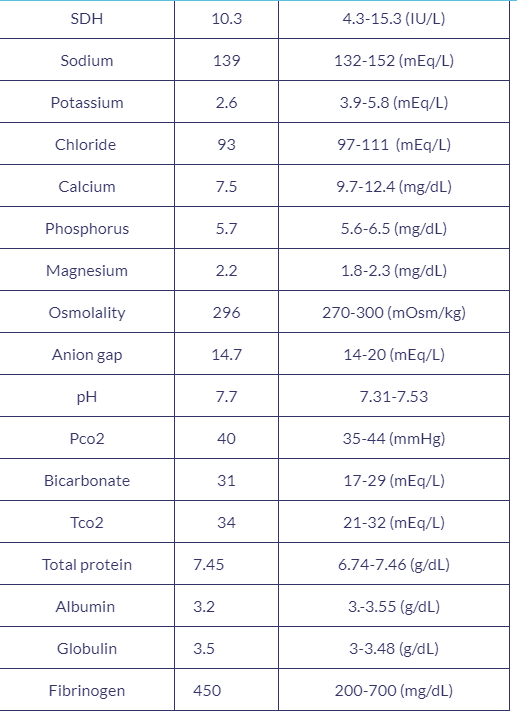 SDH 10.3 4.3-15.3 (IU/L)
Sodium 139 132-152 (mEq/L)
Potassium 2.6 3.9-5.8 (mEq/L)
Chloride 93 97-111 (mEq/L)
Calcium 7.5 9.7-12.4 (mg/dL)
Phosphorus 5.7 5.6-6.5 (mg/dL)
Magnesium 2.2 1.8-2.3 (mg/dL)
Osmolality 296 270-300 (mOsm/kg)
Anion gap 14.7 14-20 (mEq/L)
pH 7.7 7.31-7.53
Pco2 40 35-44 (mmHg)
Bicarbonate 31 17-29 (mEq/L)
Tco2 34 21-32 (mEq/L)
Total protein 7.45 6.74-7.46 (g/dL)
Albumin 3.2 3.-3.55 (g/dL)
Globulin 3.5 3-3.48 (g/dL)
Fibrinogen 450 200-700 (mg/dL)